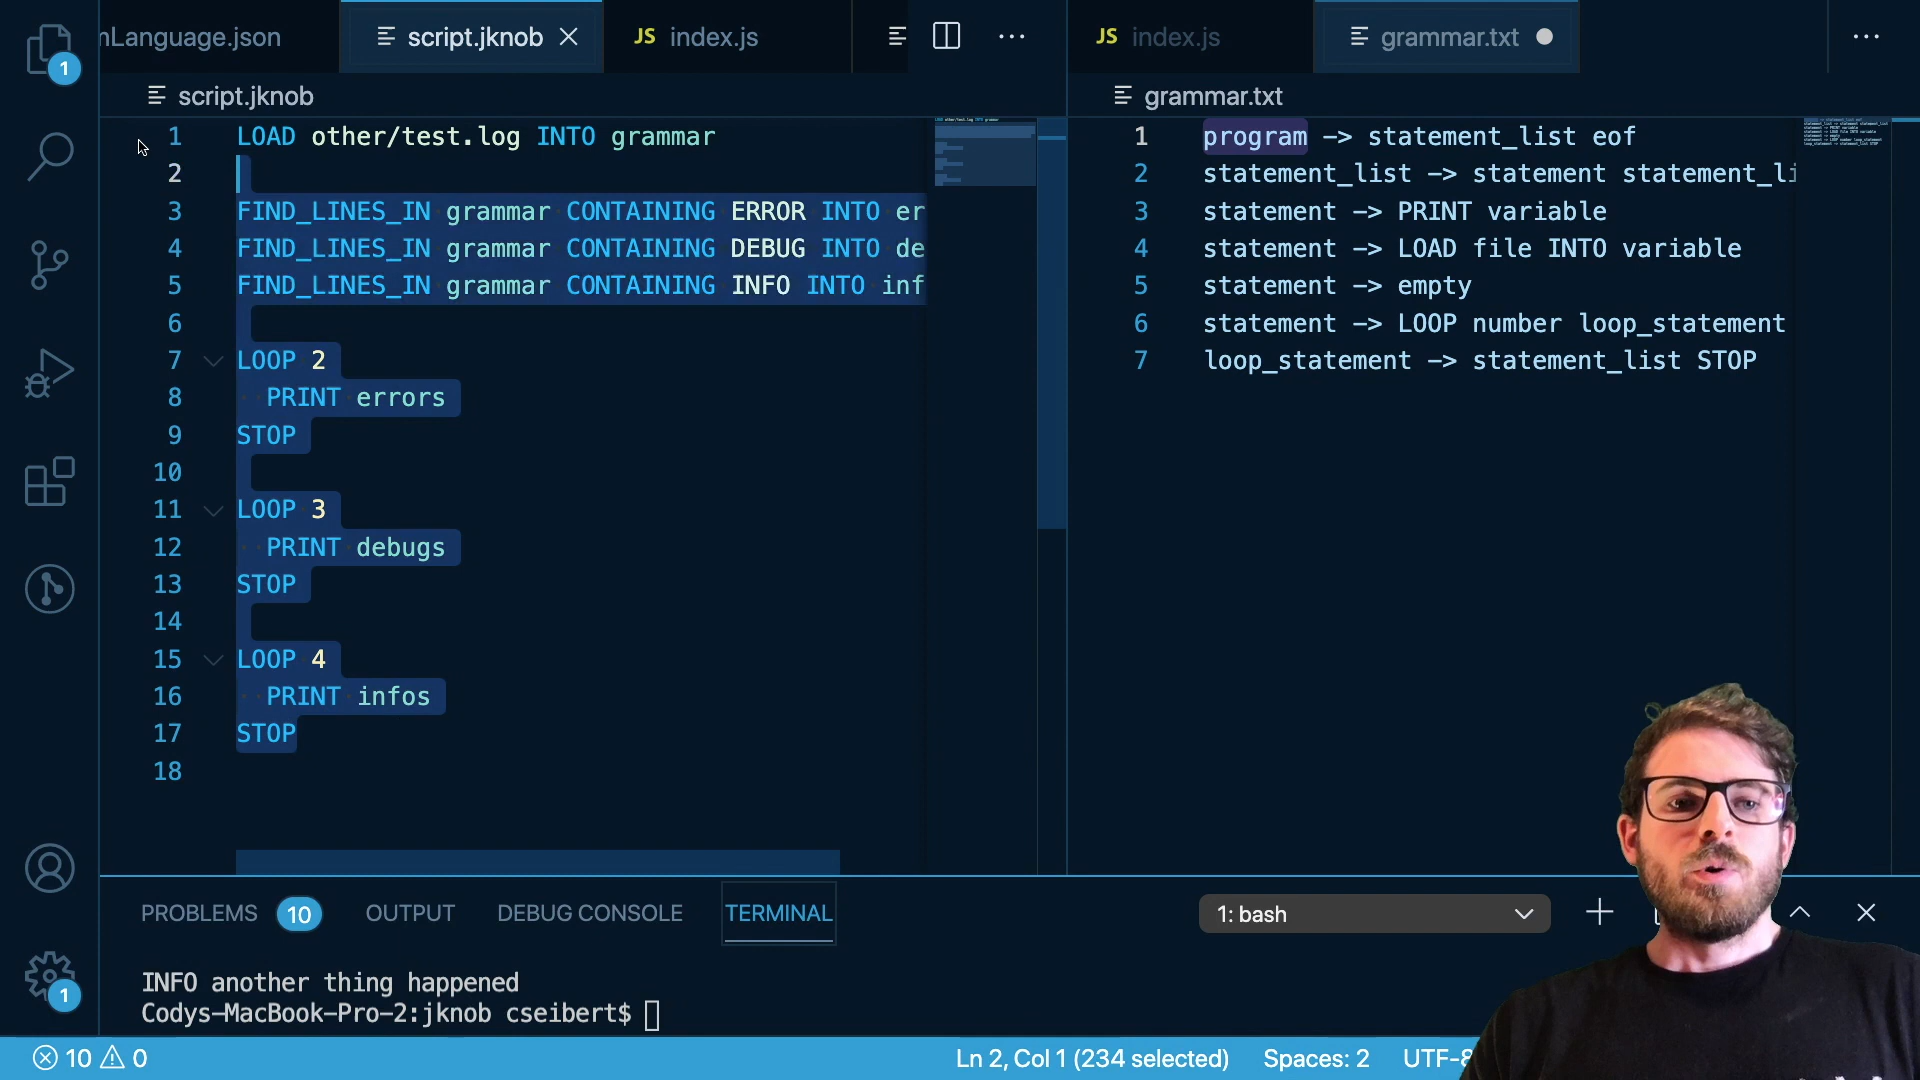 nLanguage.json
script.jknob
JS index.js
JS index.js
grammar.txt
1
script.jknob
grammar.txt
1 LOAD other/test.log INTO grammar
2
3 FIND_LINES_IN grammar CONTAINING ERROR INTO er
4 FIND_LINES_IN grammar CONTAINING DEBUG INTO de
5 FIND_LINES_IN grammar CONTAINING INFO INTO inf
6
7 LOOP 2
8 PRINT errors
9 STOP
10
11 LOOP 3
12 PRINT debugs
13 STOP
14
15 LOOP 4
16 PRINT infos
17 STOP
18
1 program -> statement_list eof
2 statement_list -> statement statement_li
3 statement -> PRINT variable
4 statement -> LOAD file INTO variable
5 statement -> empty
6 statement -> LOOP number loop_statement
7 loop_statement -> statement_list STOP
PROBLEMS 10 OUTPUT DEBUG CONSOLE TERMINAL
1: bash
INFO another thing happened
Codys-MacBook-Pro-2:jknob cseibert$
1
10 0
Ln 2, Col 1 (234 selected) Spaces: 2 UTF-8